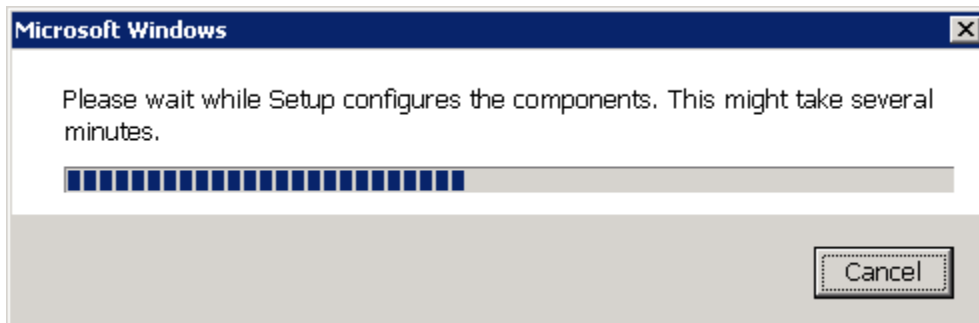 Microsoft Windows
Please wait while Setup configures the components. This might take several
minutes.
Cancel